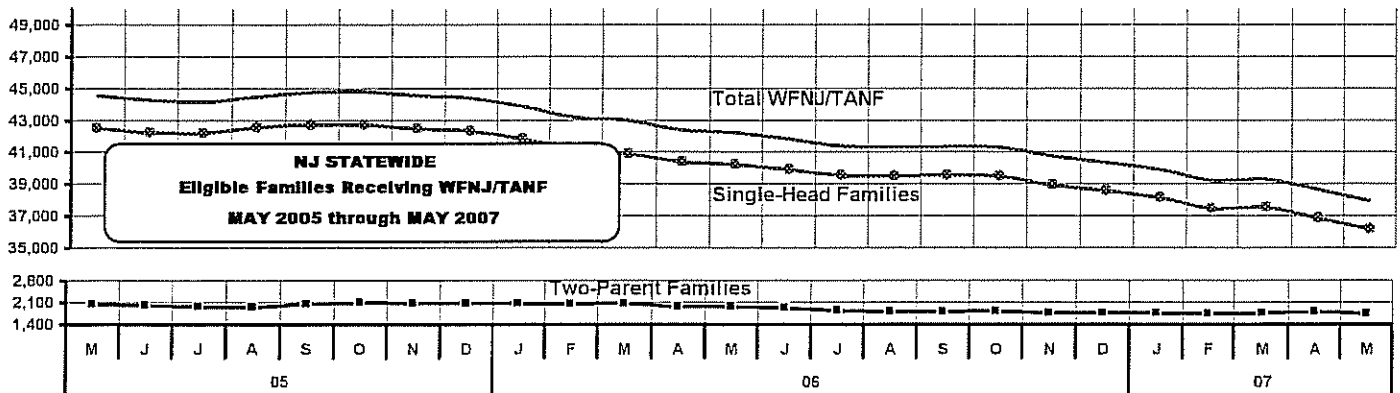 49,000
47,000
45,000
43,000
41,000
39,000
37,000
35,000
Total WFNJ/TANF
Single-Head Families
NJ STATEWIDE
Eligible Families Receiving WFNJ/TANF
MAY 2005 through MAY 2007
2,800
2,100
1,400
Two-Parent Families
M J J A S O N D J F M A M J J A S O N D J F M A M
05 06 07